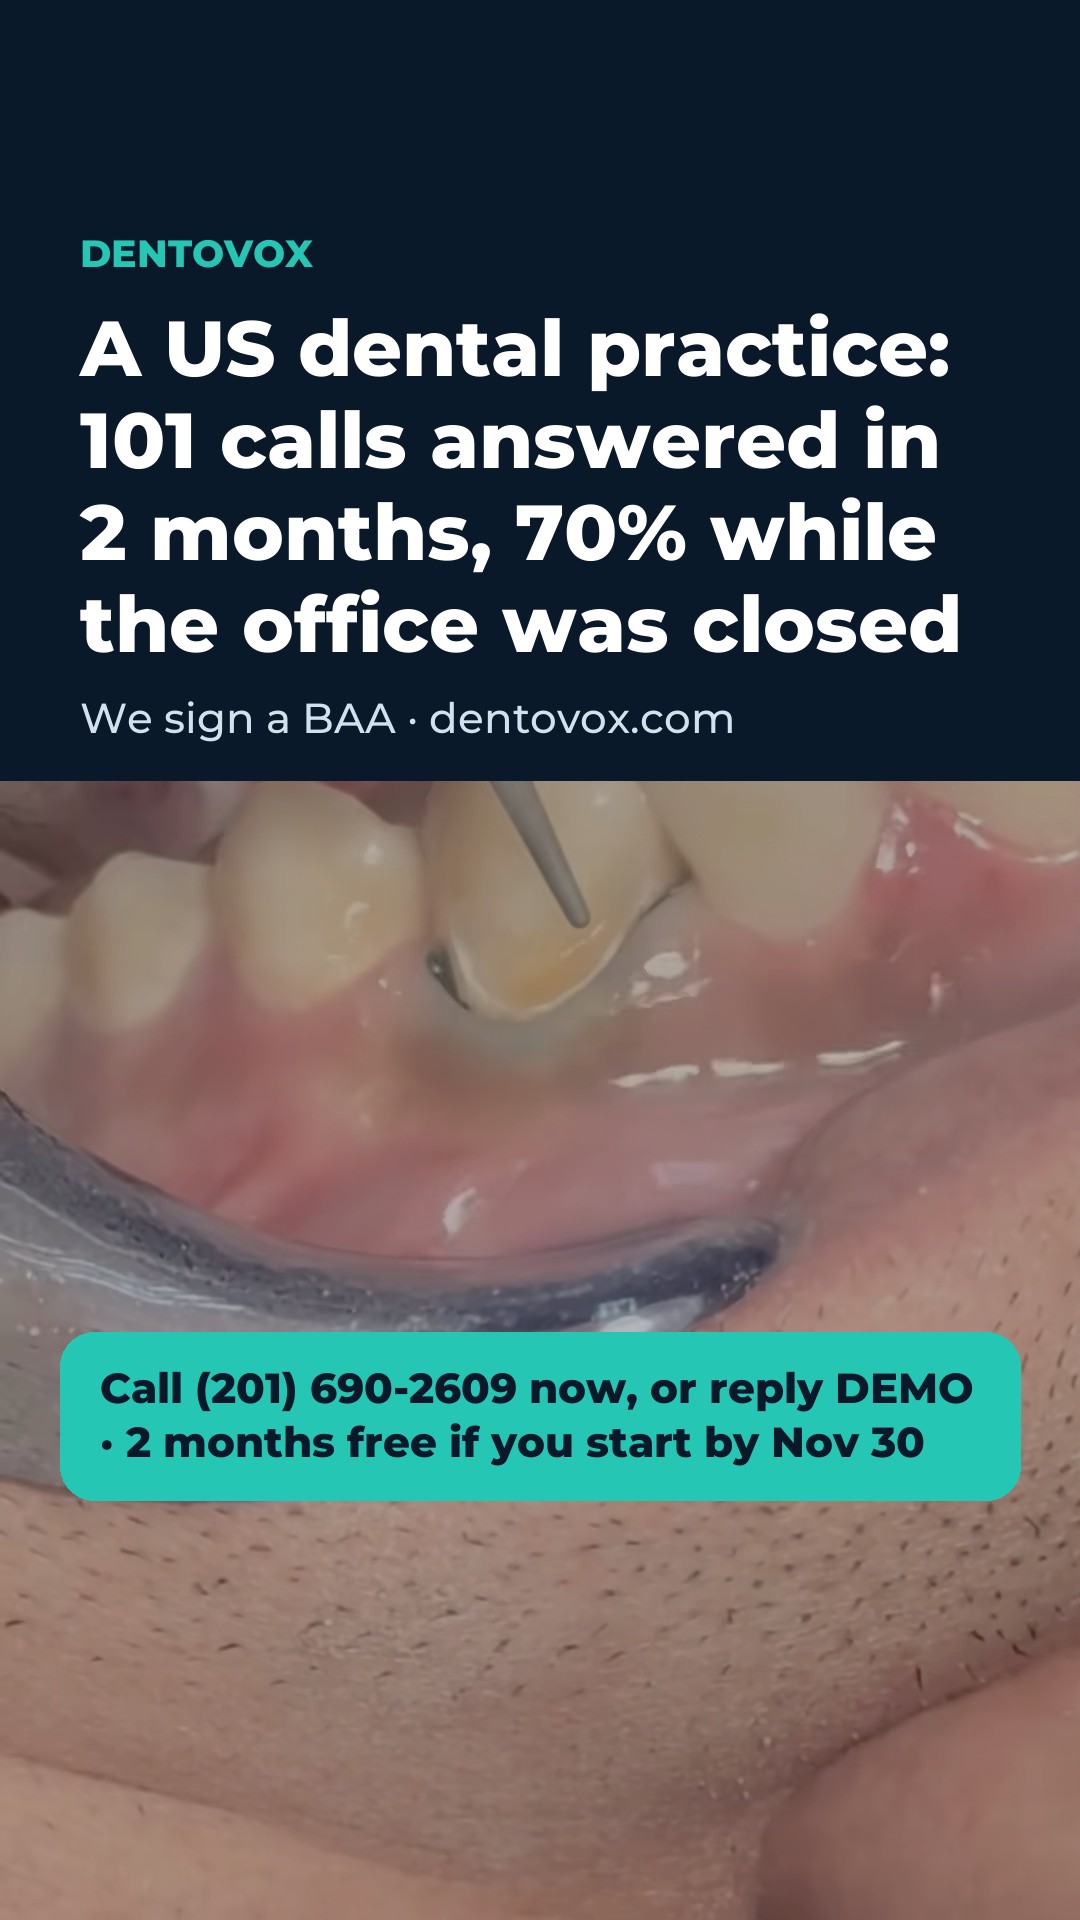 DENTOVOX
A US dental practice:
101 calls answered in
2 months, 70% while
the office was closed
We sign a BAA · dentovox.com
Call (201) 690-2609 now, or reply DEMO
· 2 months free if you start by Nov 30